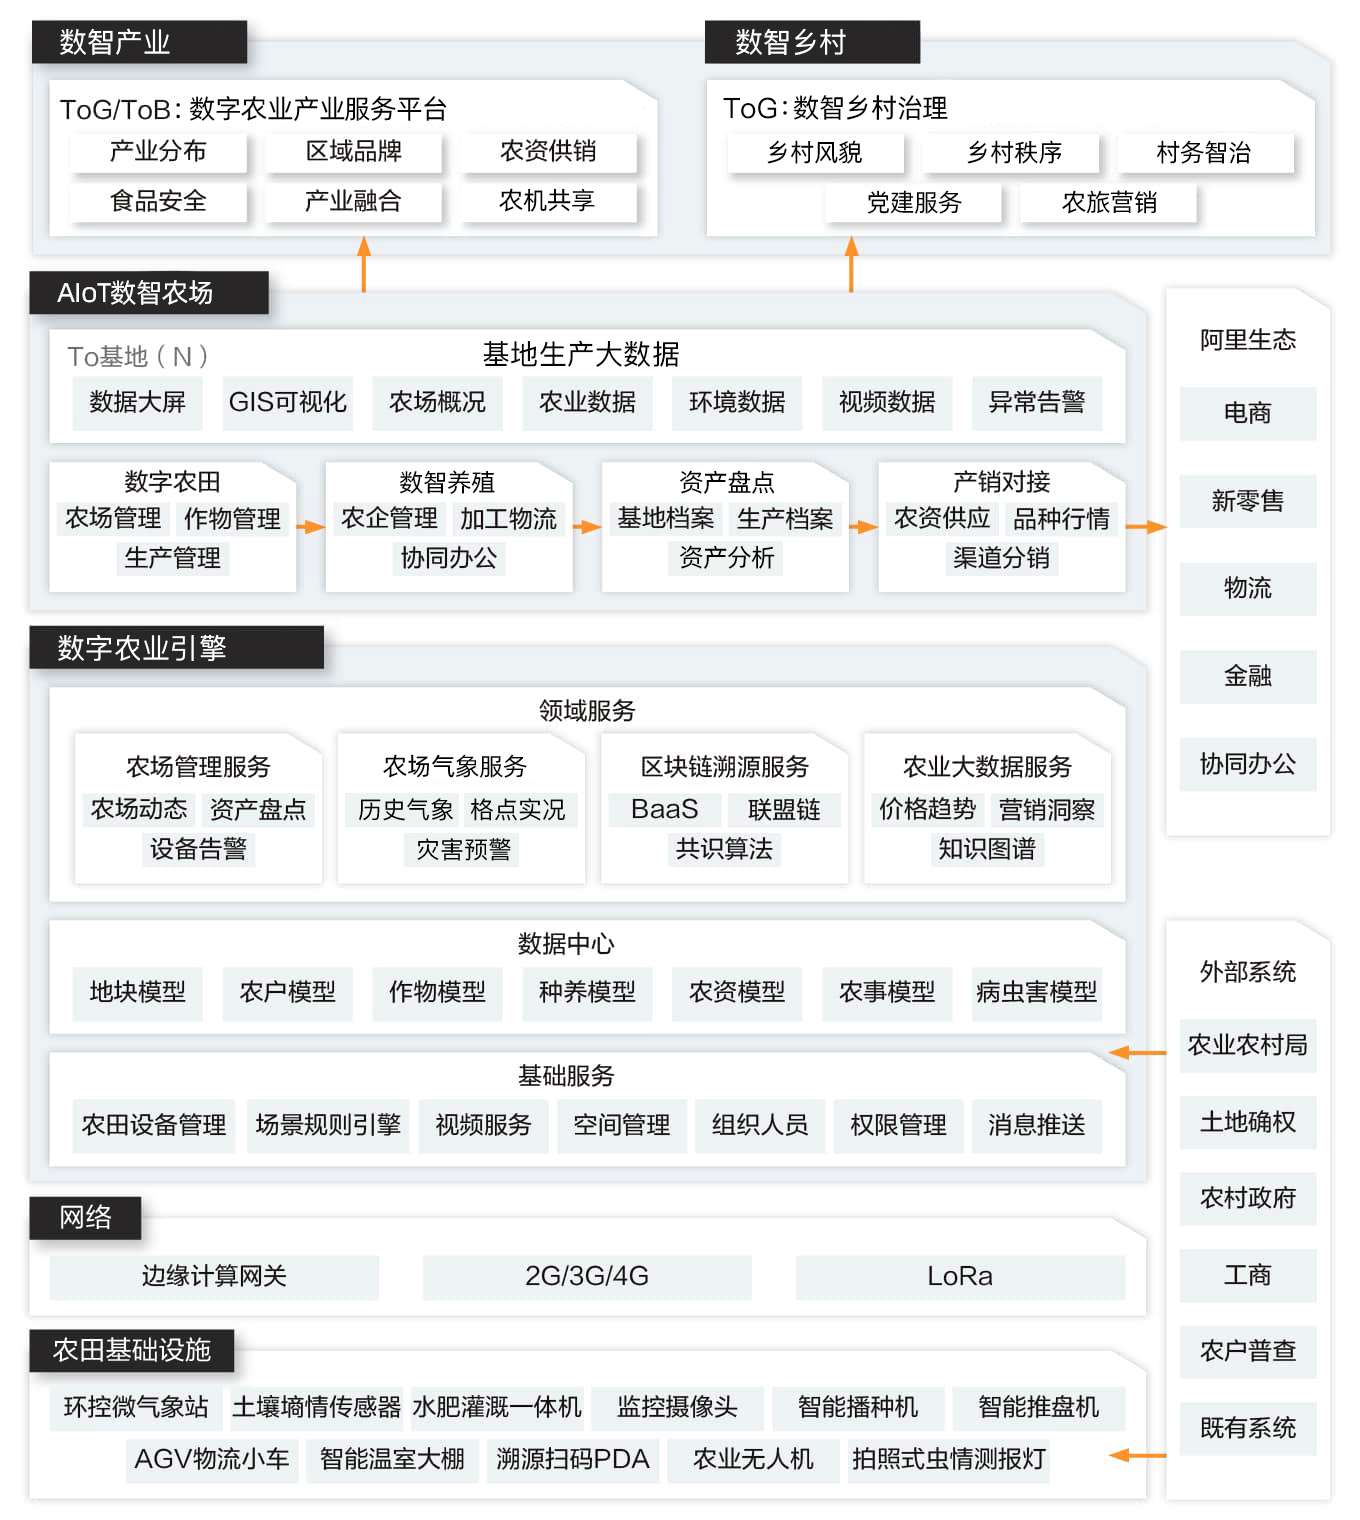 数智产业
ToG/ToB：数字农业产业服务平台
产业分布 区域品牌 农资供销
食品安全 产业融合 农机共享
数智乡村
ToG：数智乡村治理
乡村风貌 乡村秩序 村务智治
党建服务 农旅营销
AIoT数智农场
To基地（N） 基地生产大数据
数据大屏 GIS可视化 农场概况 农业数据 环境数据 视频数据 异常告警
数字农田
农场管理 作物管理
生产管理
数智养殖
农企管理 加工物流
协同办公
资产盘点
基地档案 生产档案
资产分析
产销对接
农资供应 品种行情
渠道分销
阿里生态
电商
新零售
物流
金融
协同办公
数字农业引擎
领域服务
农场管理服务
农场动态 资产盘点
设备告警
农场气象服务
历史气象 格点实况
灾害预警
区块链溯源服务
BaaS 联盟链
共识算法
农业大数据服务
价格趋势 营销洞察
知识图谱
数据中心
地块模型 农户模型 作物模型 种养模型 农资模型 农事模型 病虫害模型
基础服务
农田设备管理 场景规则引擎 视频服务 空间管理 组织人员 权限管理 消息推送
外部系统
农业农村局
土地确权
农村政府
工商
农户普查
既有系统
网络
边缘计算网关 2G/3G/4G LoRa
农田基础设施
环控微气象站 土壤墒情传感器 水肥灌溉一体机 监控摄像头 智能播种机 智能推盘机
AGV物流小车 智能温室大棚 溯源扫码PDA 农业无人机 拍照式虫情测报灯